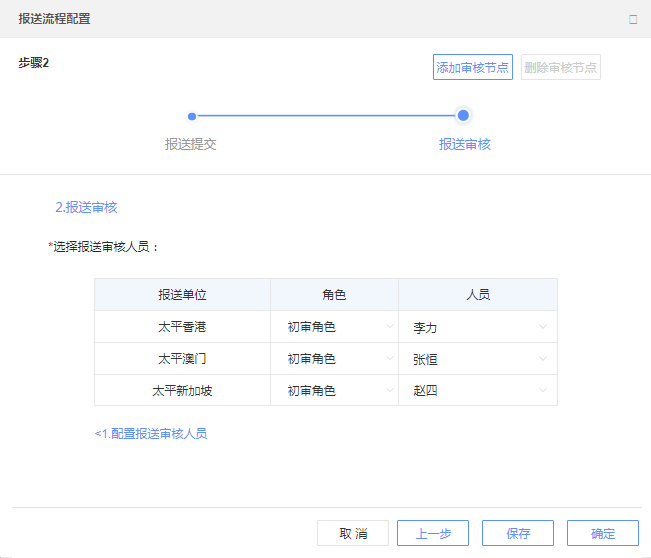 报送流程配置
步骤2
添加审核节点 删除审核节点
报送提交 报送审核
2.报送审核
*选择报送审核人员：
报送单位 角色 人员
太平香港 初审角色 李力
太平澳门 初审角色 张恒
太平新加坡 初审角色 赵四
<1.配置报送审核人员
取 消 上一步 保存 确定